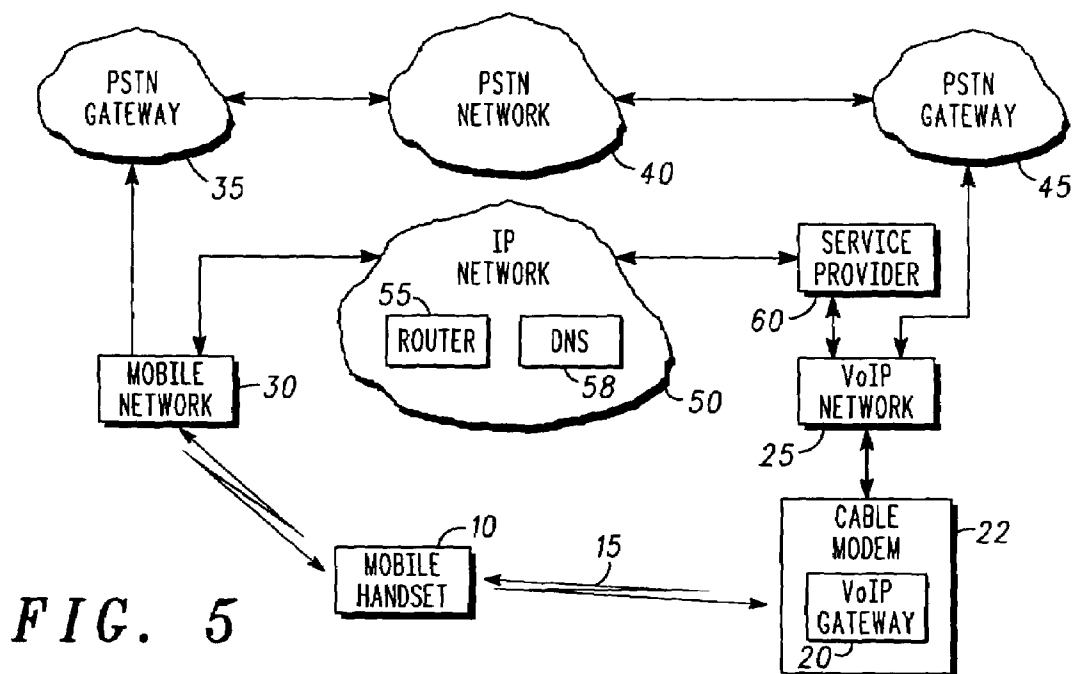 PSTN
GATEWAY
35
PSTN
NETWORK
40
PSTN
GATEWAY
45
IP
NETWORK
55
ROUTER
DNS
58
50
SERVICE
PROVIDER
60
MOBILE
NETWORK
30
VoIP
NETWORK
25
10
MOBILE
HANDSET
15
CABLE
MODEM
22
VoIP
GATEWAY
20
FIG. 5